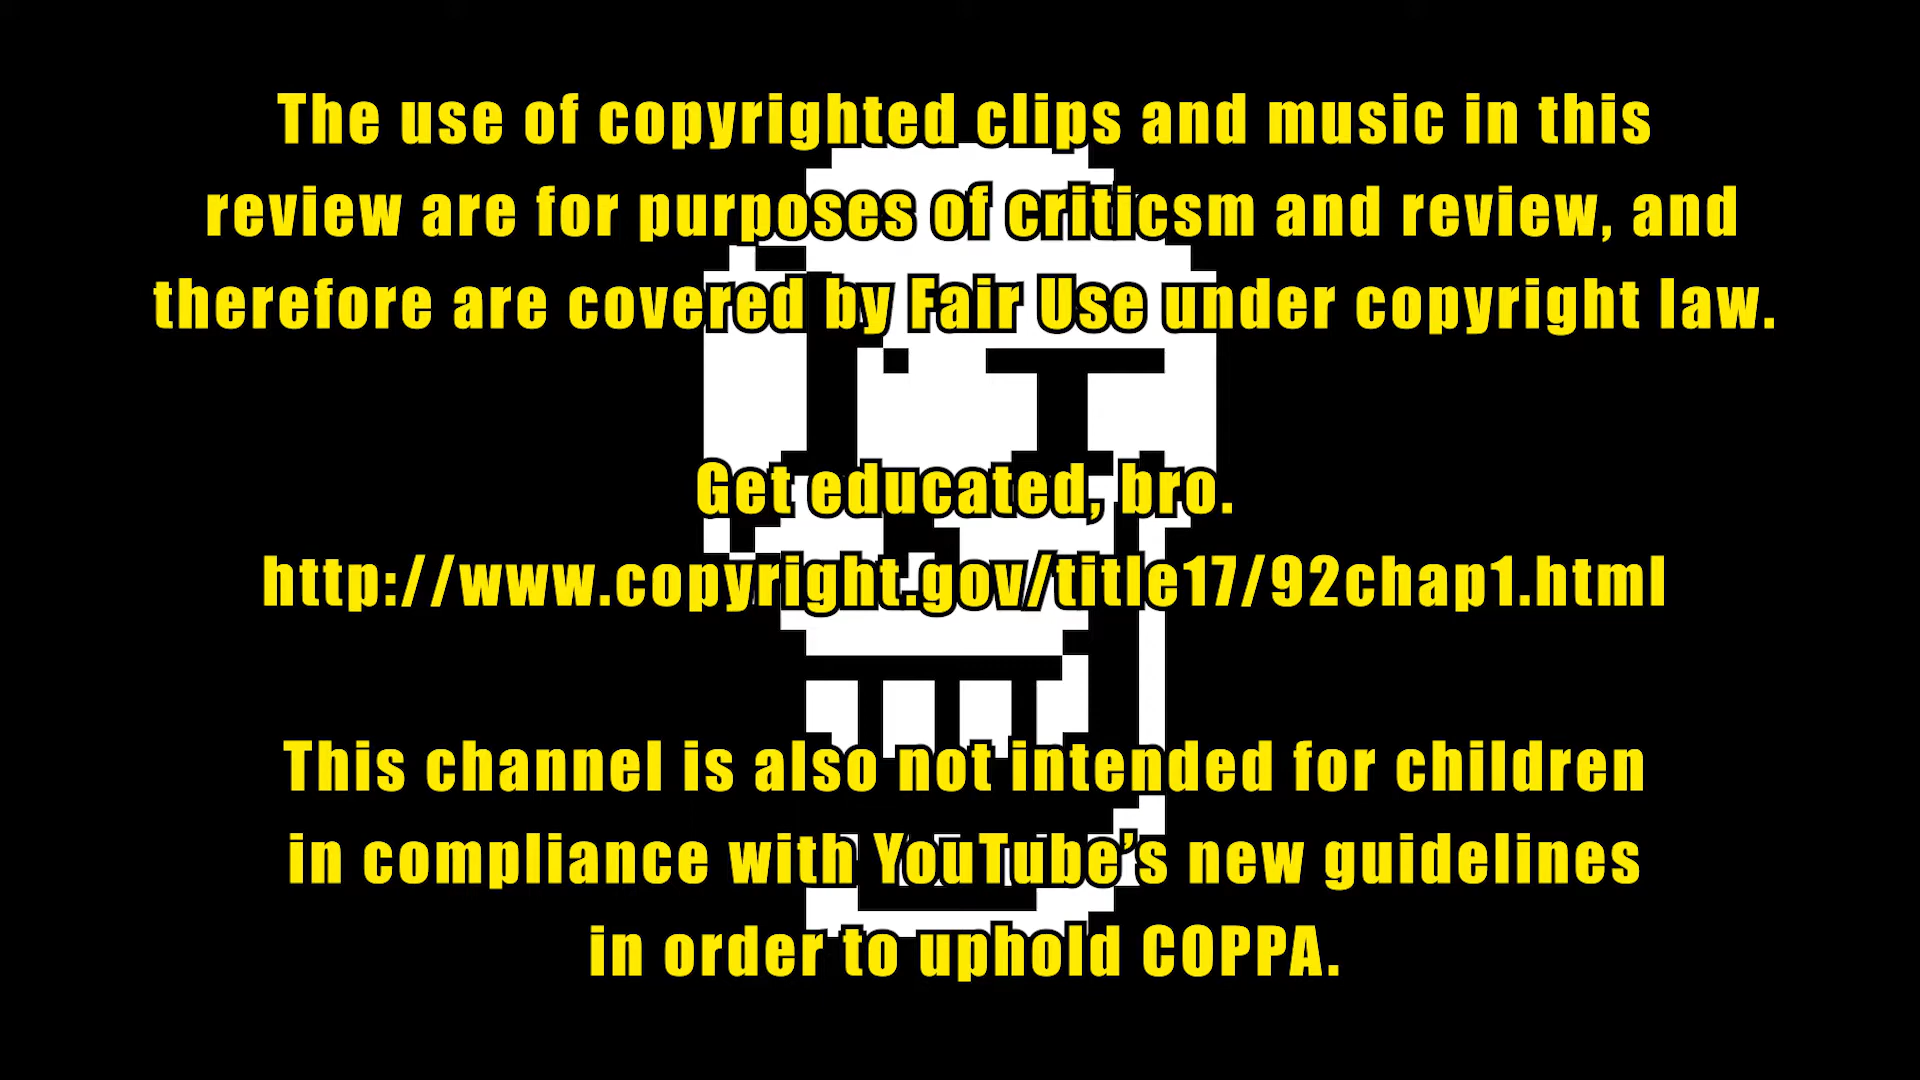 The use of copyrighted clips and music in this
review are for purposes of criticsm and review, and
therefore are covered by Fair Use under copyright law.
Get educated, bro.
http://www.copyright.gov/title17/92chap1.html
This channel is also not intended for children
in compliance with YouTube’s new guidelines
in order to uphold COPPA.